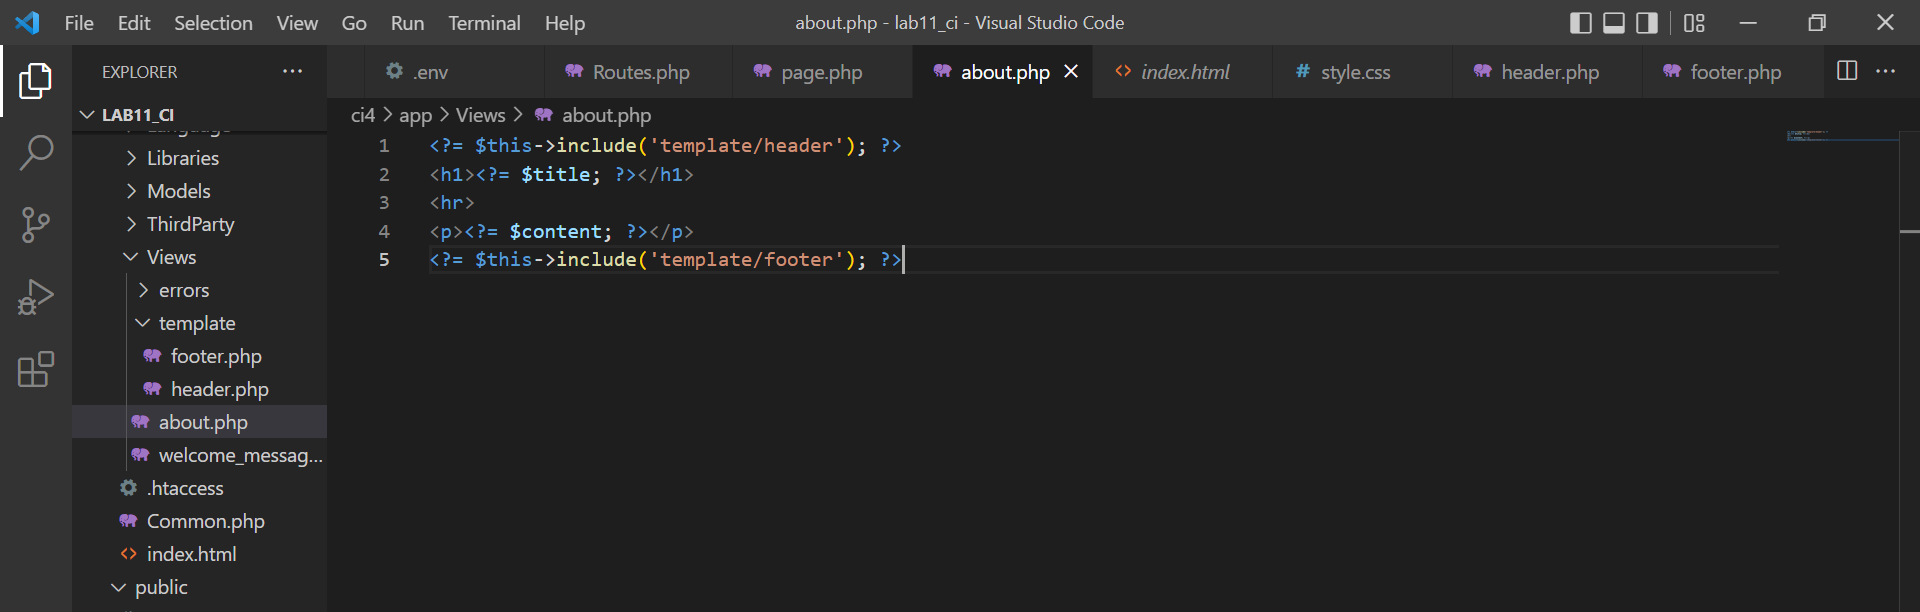 File Edit Selection View Go Run Terminal Help about.php - lab11_ci - Visual Studio Code
EXPLORER ...
.env Routes.php page.php about.php index.html # style.css header.php footer.php ...
LAB11_CI
ci4 > app > Views > about.php
Language
Libraries
Models
ThirdParty
Views
errors
template
footer.php
header.php
about.php
welcome_messag...
.htaccess
Common.php
index.html
public
1 <?= $this->include('template/header'); ?>
2 <h1><?= $title; ?></h1>
3 <hr>
4 <p><?= $content; ?></p>
5 <?= $this->include('template/footer'); ?>